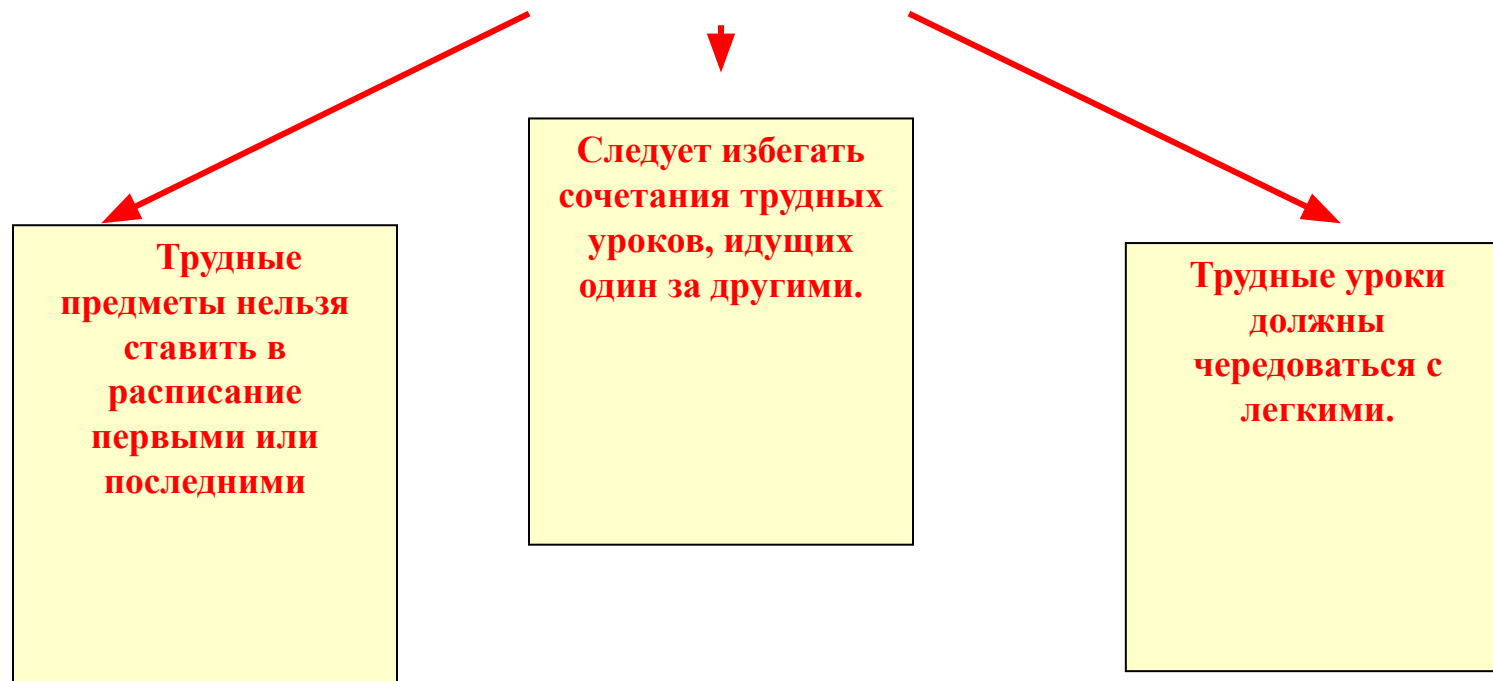 Трудные
предметы нельзя
ставить в
расписание
первыми или
последними
Следует избегать
сочетания трудных
уроков, идущих
один за другими.
Трудные уроки
должны
чередоваться с
легкими.